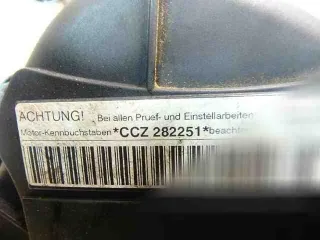 ACHTUNG! Bei allen Pruef- und Einstellarbeiten
Motor-Kennbuchstaben *CCZ 282251* beachten